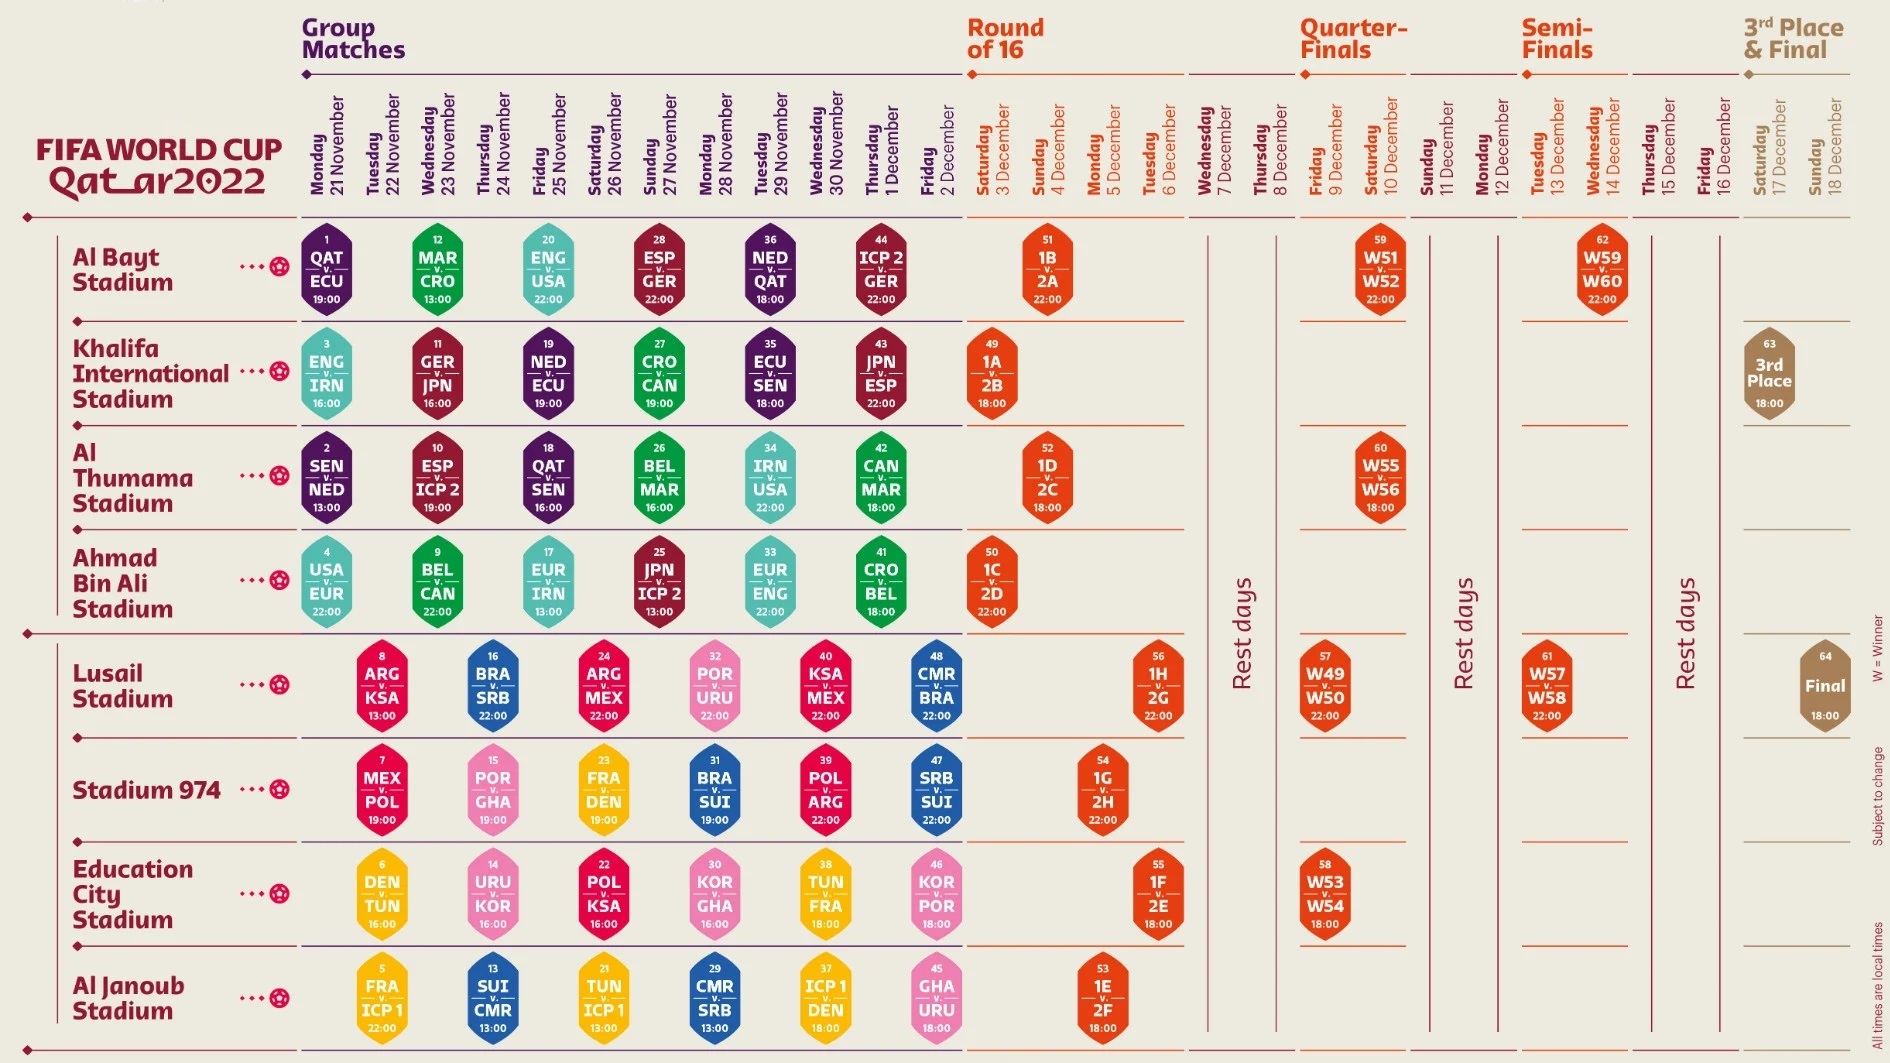 Group
Matches
Round
of 16
Quarter-
Finals
Semi-
Finals
3rd Place
& Final
FIFA WORLD CUP
Qatar2022
Monday
21 November
Tuesday
22 November
Wednesday
23 November
Thursday
24 November
Friday
25 November
Saturday
26 November
Sunday
27 November
Monday
28 November
Tuesday
29 November
Wednesday
30 November
Thursday
1 December
Friday
2 December
Saturday
3 December
Sunday
4 December
Monday
5 December
Tuesday
6 December
Wednesday
7 December
Thursday
8 December
Friday
9 December
Saturday
10 December
Sunday
11 December
Monday
12 December
Tuesday
13 December
Wednesday
14 December
Thursday
15 December
Friday
16 December
Saturday
17 December
Sunday
18 December
Al Bayt
Stadium
1
QAT
v.
ECU
19:00
12
MAR
v.
CRO
13:00
20
ENG
v.
USA
22:00
28
ESP
v.
GER
22:00
36
NED
v.
QAT
18:00
44
ICP 2
v.
GER
22:00
51
1B
v.
2A
22:00
59
W51
v.
W52
22:00
62
W59
v.
W60
22:00
Khalifa
International
Stadium
3
ENG
v.
IRN
16:00
11
GER
v.
JPN
16:00
19
NED
v.
ECU
19:00
27
CRO
v.
CAN
19:00
35
ECU
v.
SEN
18:00
43
JPN
v.
ESP
22:00
49
1A
v.
2B
18:00
63
3rd
Place
18:00
Al
Thumama
Stadium
2
SEN
v.
NED
13:00
10
ESP
v.
ICP 2
19:00
18
QAT
v.
SEN
16:00
26
BEL
v.
MAR
16:00
34
IRN
v.
USA
22:00
42
CAN
v.
MAR
18:00
52
1D
v.
2C
18:00
60
W55
v.
W56
18:00
Ahmad
Bin Ali
Stadium
4
USA
v.
EUR
22:00
9
BEL
v.
CAN
22:00
17
EUR
v.
IRN
13:00
25
JPN
v.
ICP 2
13:00
33
EUR
v.
ENG
22:00
41
CRO
v.
BEL
18:00
50
1C
v.
2D
22:00
Lusail
Stadium
8
ARG
v.
KSA
13:00
16
BRA
v.
SRB
22:00
24
ARG
v.
MEX
22:00
32
POR
v.
URU
22:00
40
KSA
v.
MEX
22:00
48
CMR
v.
BRA
22:00
56
1H
v.
2G
22:00
57
W49
v.
W50
22:00
61
W57
v.
W58
22:00
64
Final
18:00
Stadium 974
7
MEX
v.
POL
19:00
15
POR
v.
GHA
19:00
23
FRA
v.
DEN
19:00
31
BRA
v.
SUI
19:00
39
POL
v.
ARG
22:00
47
SRB
v.
SUI
22:00
54
1G
v.
2H
22:00
Education
City
Stadium
6
DEN
v.
TUN
16:00
14
URU
v.
KOR
16:00
22
POL
v.
KSA
16:00
30
KOR
v.
GHA
16:00
38
TUN
v.
FRA
18:00
46
KOR
v.
POR
18:00
55
1F
v.
2E
18:00
58
W53
v.
W54
18:00
Al Janoub
Stadium
5
FRA
v.
ICP 1
22:00
13
SUI
v.
CMR
13:00
21
TUN
v.
ICP 1
13:00
29
CMR
v.
SRB
13:00
37
ICP 1
v.
DEN
18:00
45
GHA
v.
URU
18:00
53
1E
v.
2F
18:00
Rest days
Rest days
Rest days
W = Winner
Subject to change
All times are local times